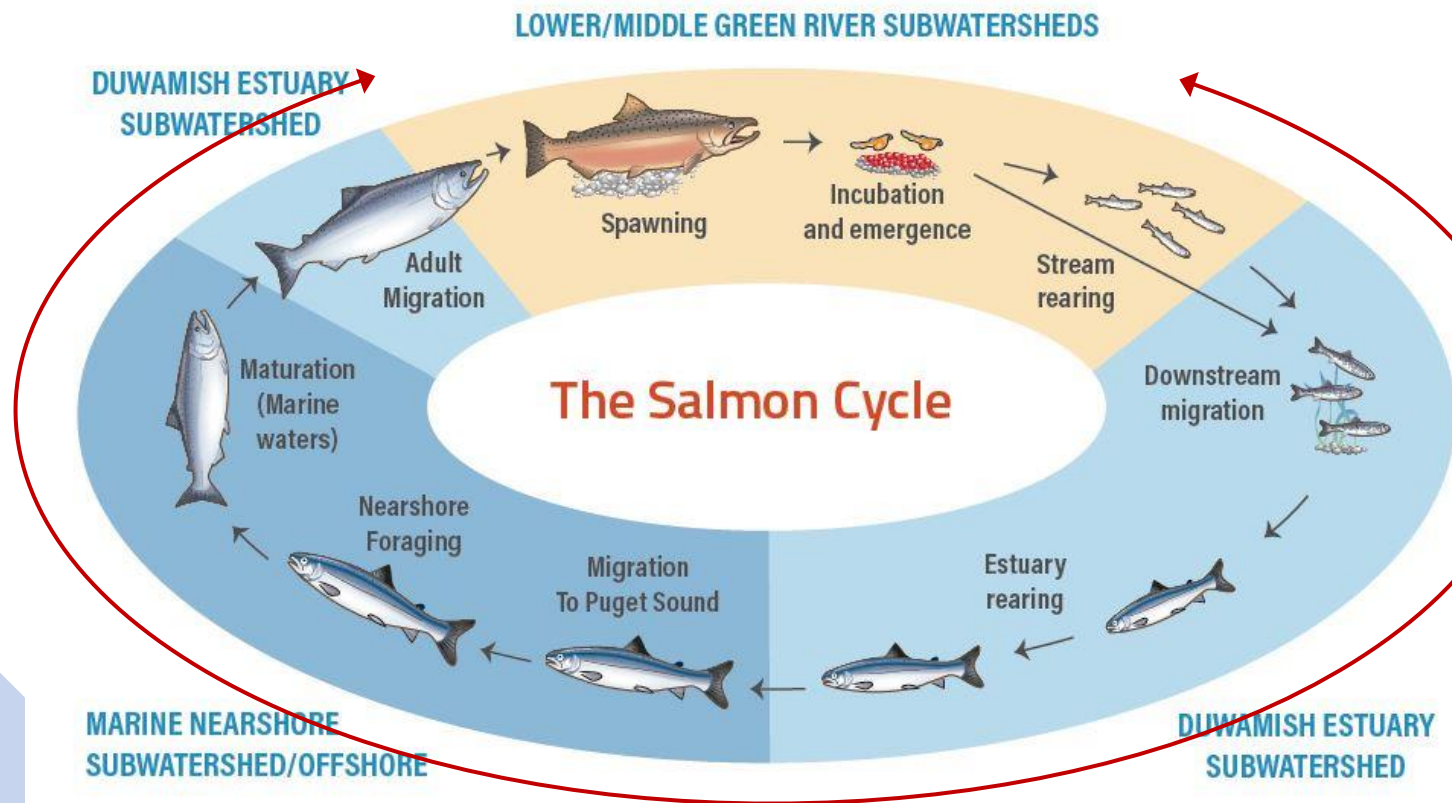 LOWER/MIDDLE GREEN RIVER SUBWATERSHEDS
DUWAMISH ESTUARY
SUBWATERSHED
Spawning
Incubation
and emergence
Stream
rearing
Adult
Migration
The Salmon Cycle
Downstream
migration
Maturation
(Marine
waters)
Nearshore
Foraging
Migration
To Puget Sound
Estuary
rearing
MARINE NEARSHORE
SUBWATERSHED/OFFSHORE
DUWAMISH ESTUARY
SUBWATERSHED